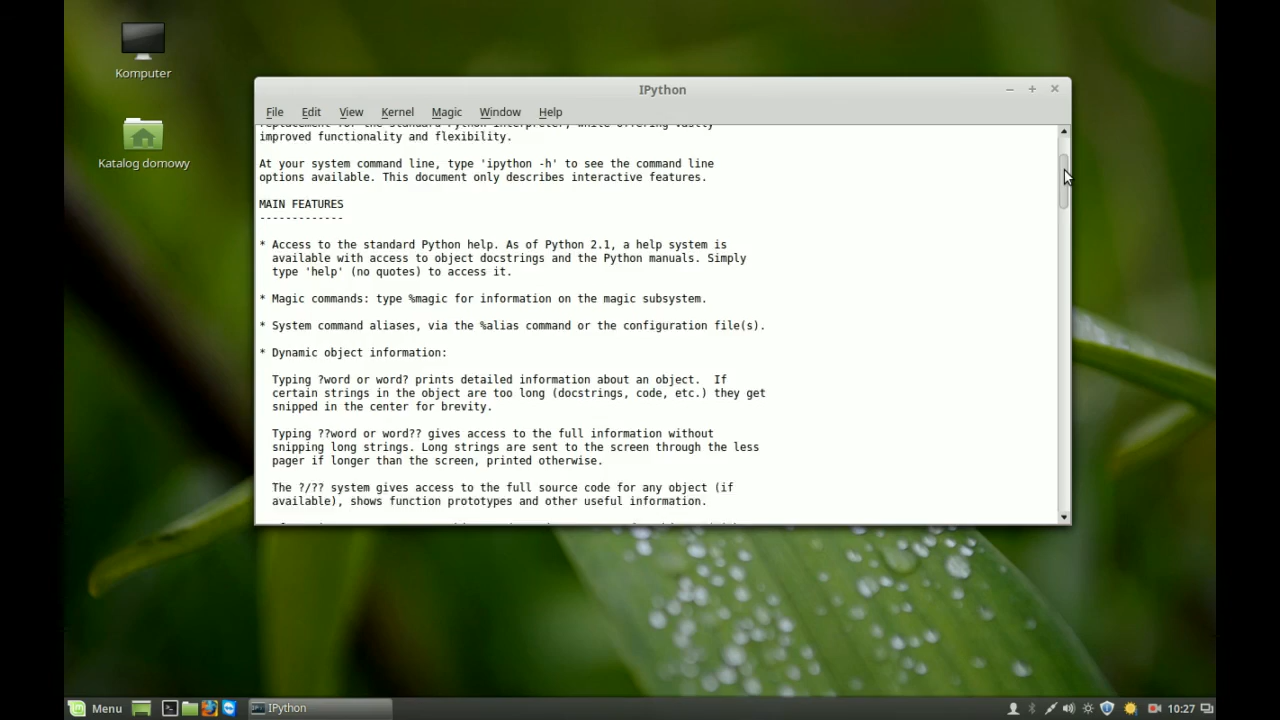 Komputer
Katalog domowy
IPython
File Edit View Kernel Magic Window Help
replacement for the standard Python interpreter, while offering vastly
improved functionality and flexibility.
At your system command line, type 'ipython -h' to see the command line
options available. This document only describes interactive features.
MAIN FEATURES
-------------
* Access to the standard Python help. As of Python 2.1, a help system is
available with access to object docstrings and the Python manuals. Simply
type 'help' (no quotes) to access it.
* Magic commands: type %magic for information on the magic subsystem.
* System command aliases, via the %alias command or the configuration file(s).
* Dynamic object information:
Typing ?word or word? prints detailed information about an object.  If
certain strings in the object are too long (docstrings, code, etc.) they get
snipped in the center for brevity.
Typing ??word or word?? gives access to the full information without
snipping long strings. Long strings are sent to the screen through the less
pager if longer than the screen, printed otherwise.
The ?/?? system gives access to the full source code for any object (if
available), shows function prototypes and other useful information.
Menu IPython 10:27